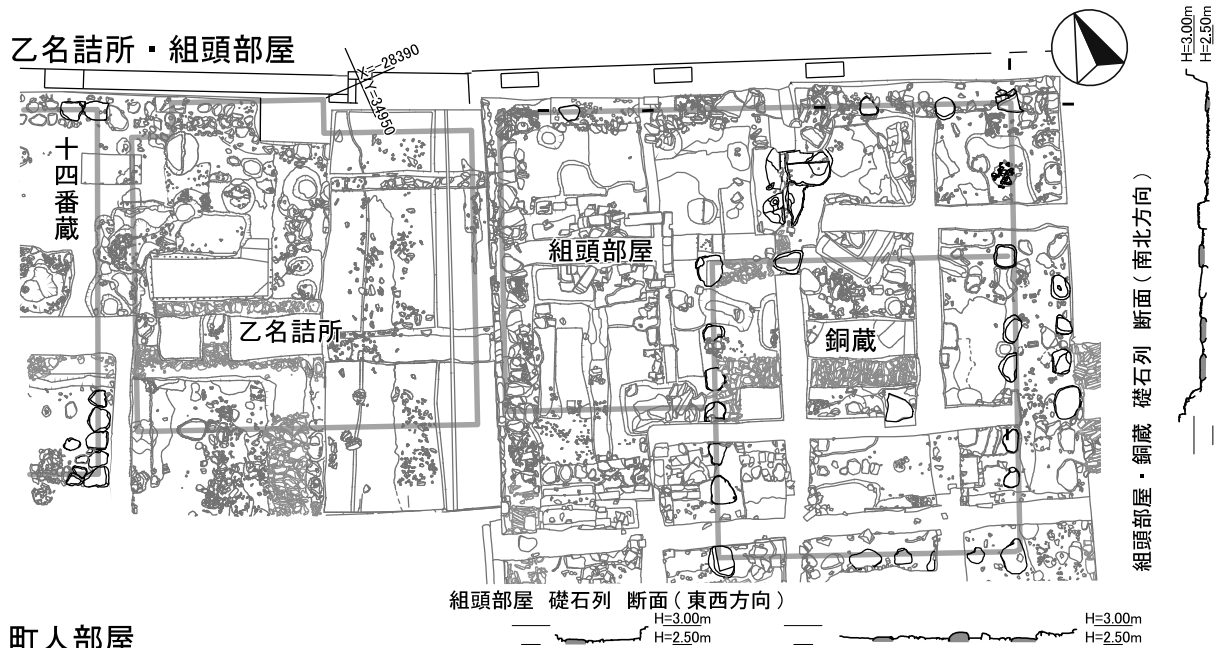 乙名詰所・組頭部屋
X=-28390
Y=34950
十四番蔵
組頭部屋
乙名詰所
銅蔵
H=3.00m
H=2.50m
組頭部屋・銅蔵 礎石列 断面(南北方向)
組頭部屋 礎石列 断面(東西方向)
H=3.00m
H=2.50m
H=3.00m
H=2.50m
町人部屋